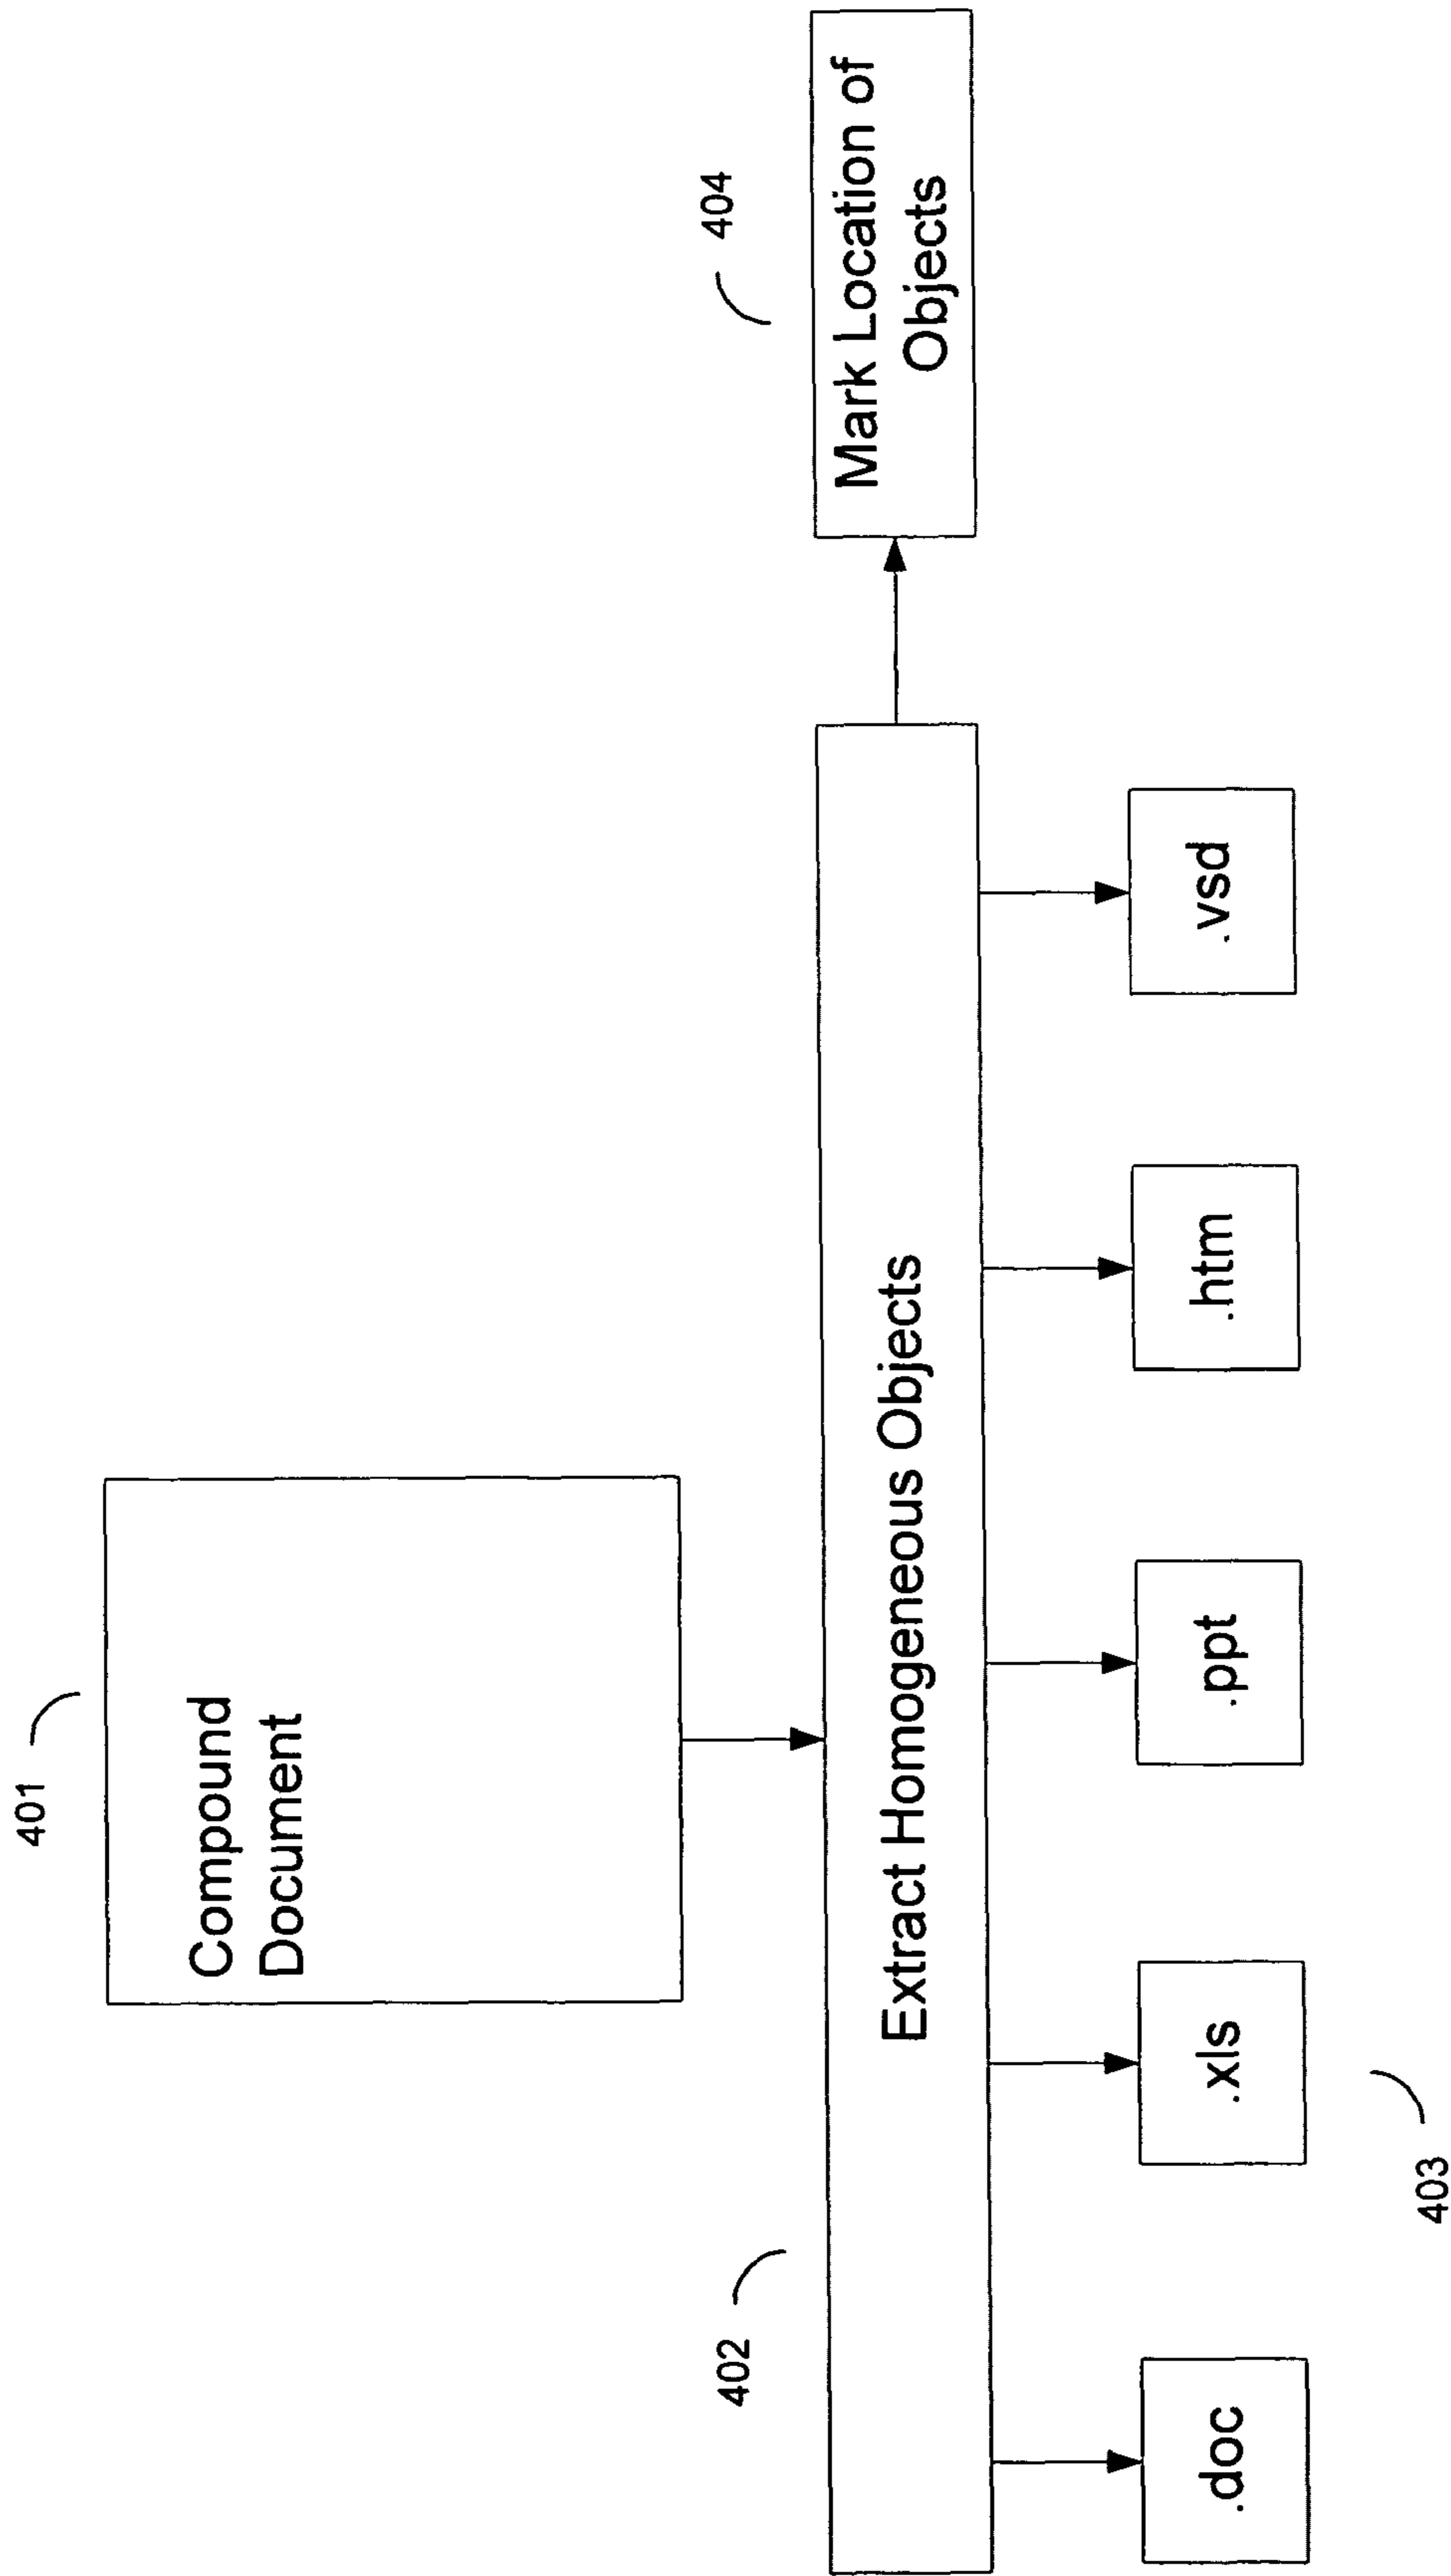 401
Compound
Document
404
Mark Location of
Objects
402
Extract Homogeneous Objects
.doc
.xls
.ppt
.htm
.vsd
403